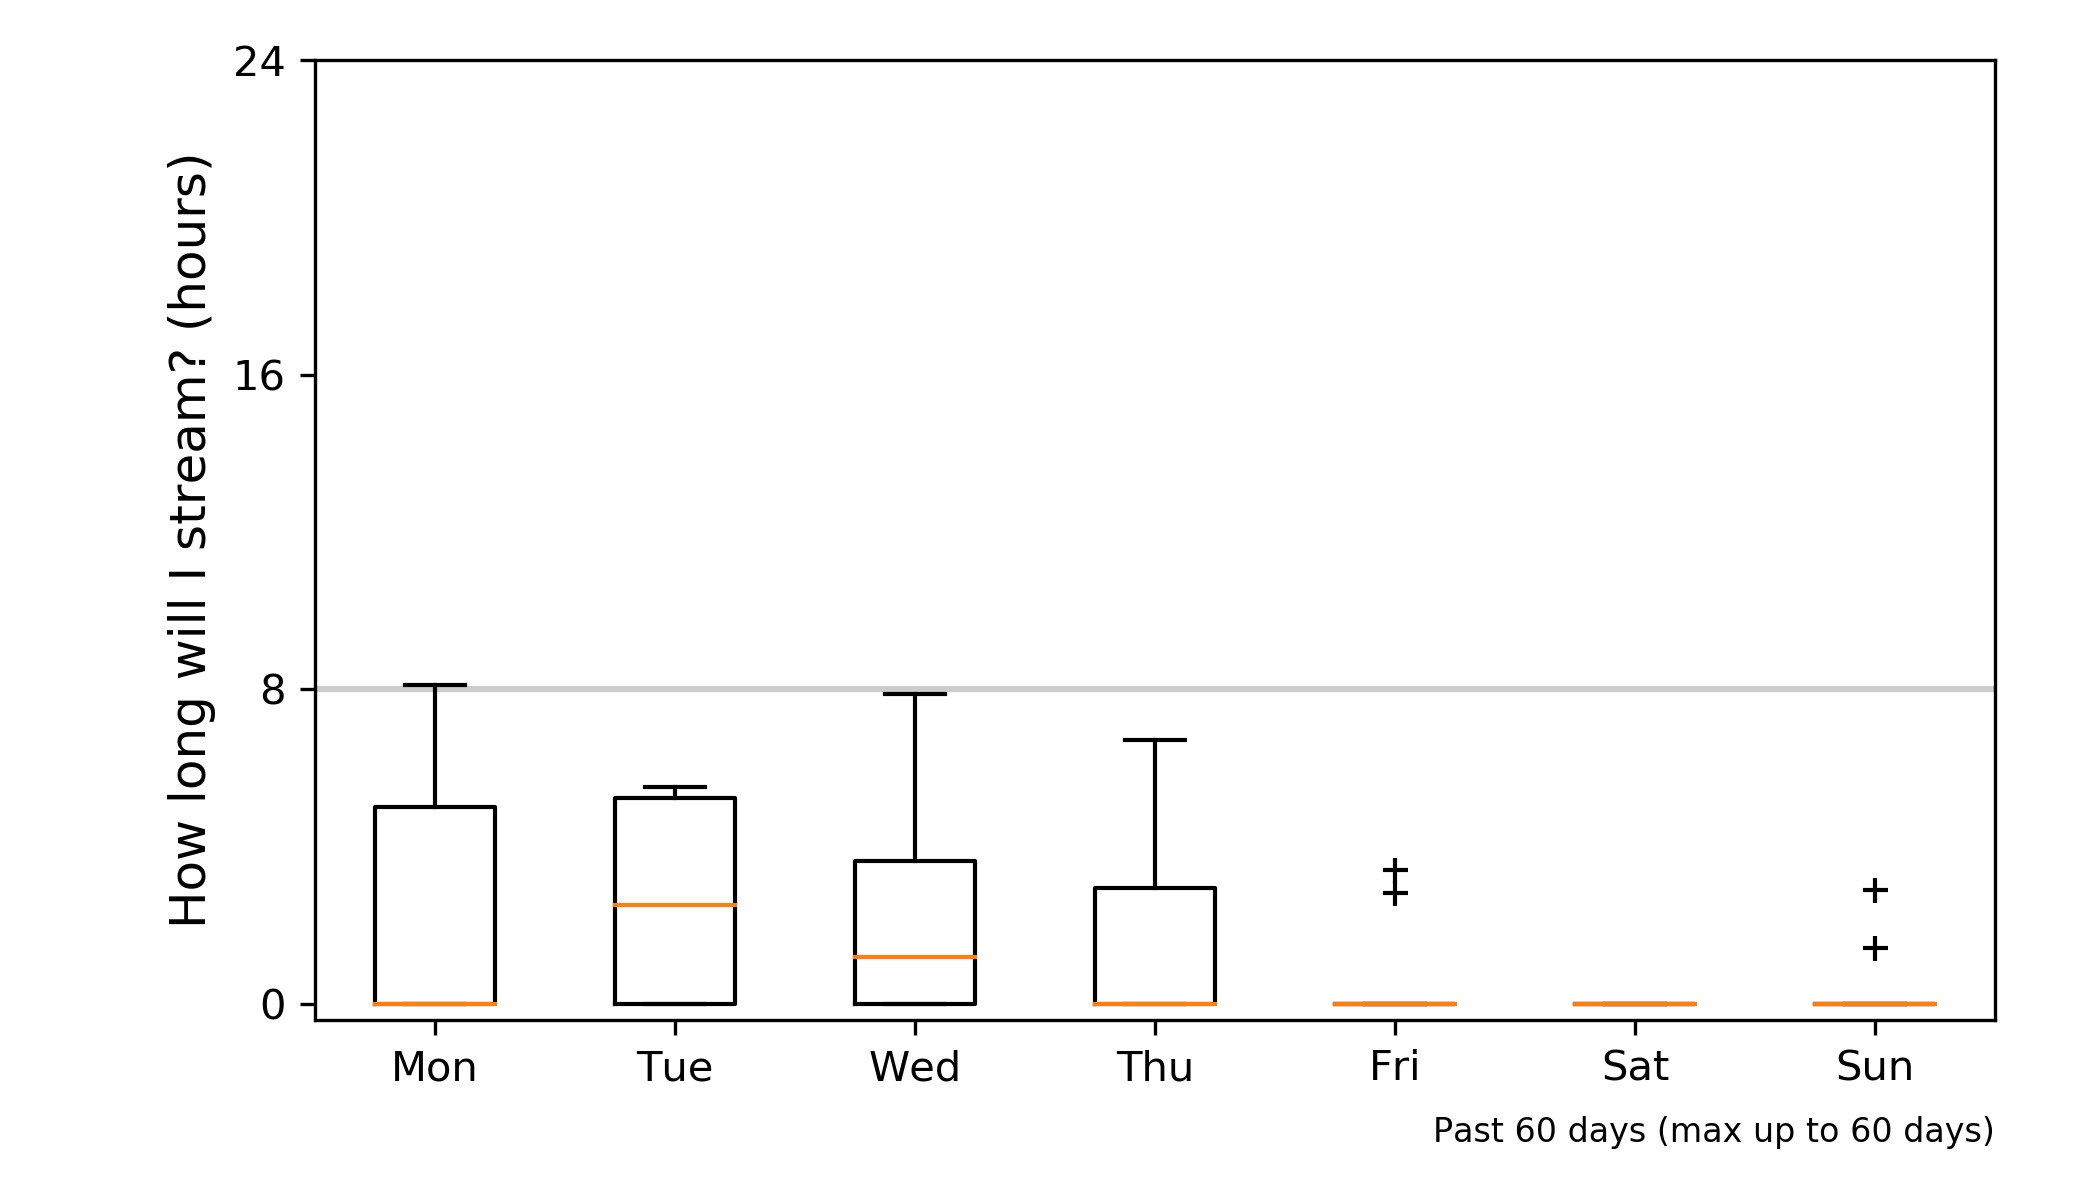 24
16
8
0
How long will I stream? (hours)
Mon Tue Wed Thu Fri Sat Sun
Past 60 days (max up to 60 days)